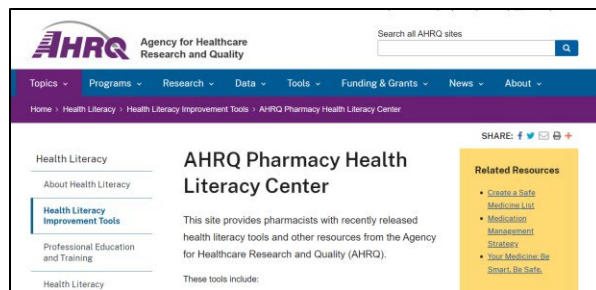 AHRQ
Agency for Healthcare
Research and Quality
Search all AHRQ sites
Topics Programs Research Data Tools Funding & Grants News About
Home › Health Literacy › Health Literacy Improvement Tools › AHRQ Pharmacy Health Literacy Center
SHARE:
Health Literacy
About Health Literacy
Health Literacy
Improvement Tools
Professional Education
and Training
Health Literacy
AHRQ Pharmacy Health
Literacy Center
This site provides pharmacists with recently released
health literacy tools and other resources from the Agency
for Healthcare Research and Quality (AHRQ).
These tools include:
Related Resources
• Create a Safe
Medicine List
• Medication
Management
Strategy
• Your Medicine: Be
Smart. Be Safe.